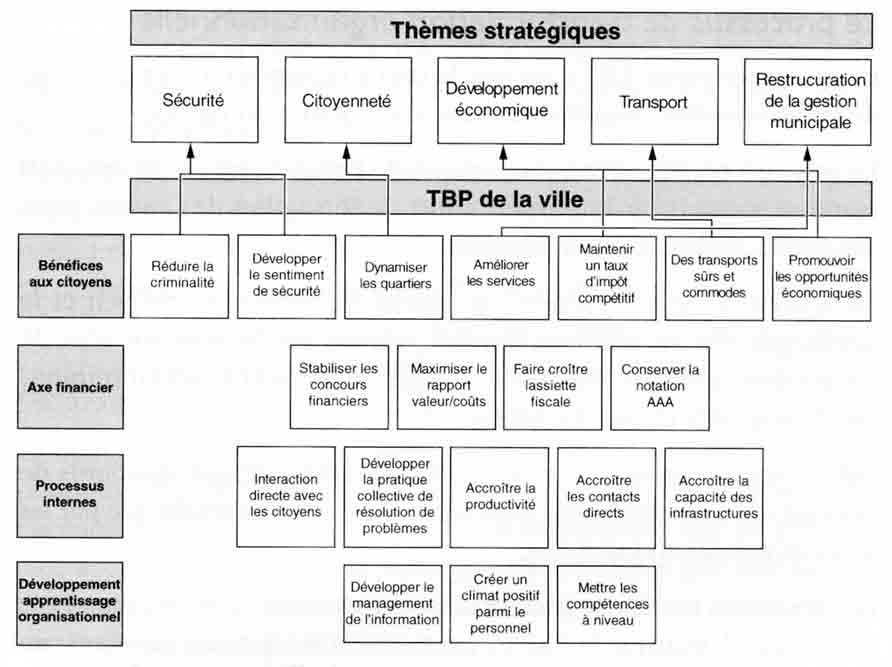 Thèmes stratégiques
Sécurité
Citoyenneté
Développement
économique
Transport
Restrucuration
de la gestion
municipale
TBP de la ville
Bénéfices
aux citoyens
Réduire la
criminalité
Développer
le sentiment
de sécurité
Dynamiser
les quartiers
Améliorer
les services
Maintenir
un taux
d'impôt
compétitif
Des transports
sûrs et
commodes
Promouvoir
les opportunités
économiques
Axe financier
Stabiliser les
concours
financiers
Maximiser le
rapport
valeur/coûts
Faire croître
lassiette
fiscale
Conserver la
notation
AAA
Processus
internes
Interaction
directe avec
les citoyens
Développer
la pratique
collective de
résolution de
problèmes
Accroître la
productivité
Accroître
les contacts
directs
Accroître la
capacité des
infrastructures
Développement
apprentissage
organisationnel
Développer le
management
de l'information
Créer un
climat positif
parmi le
personnel
Mettre les
compétences
à niveau